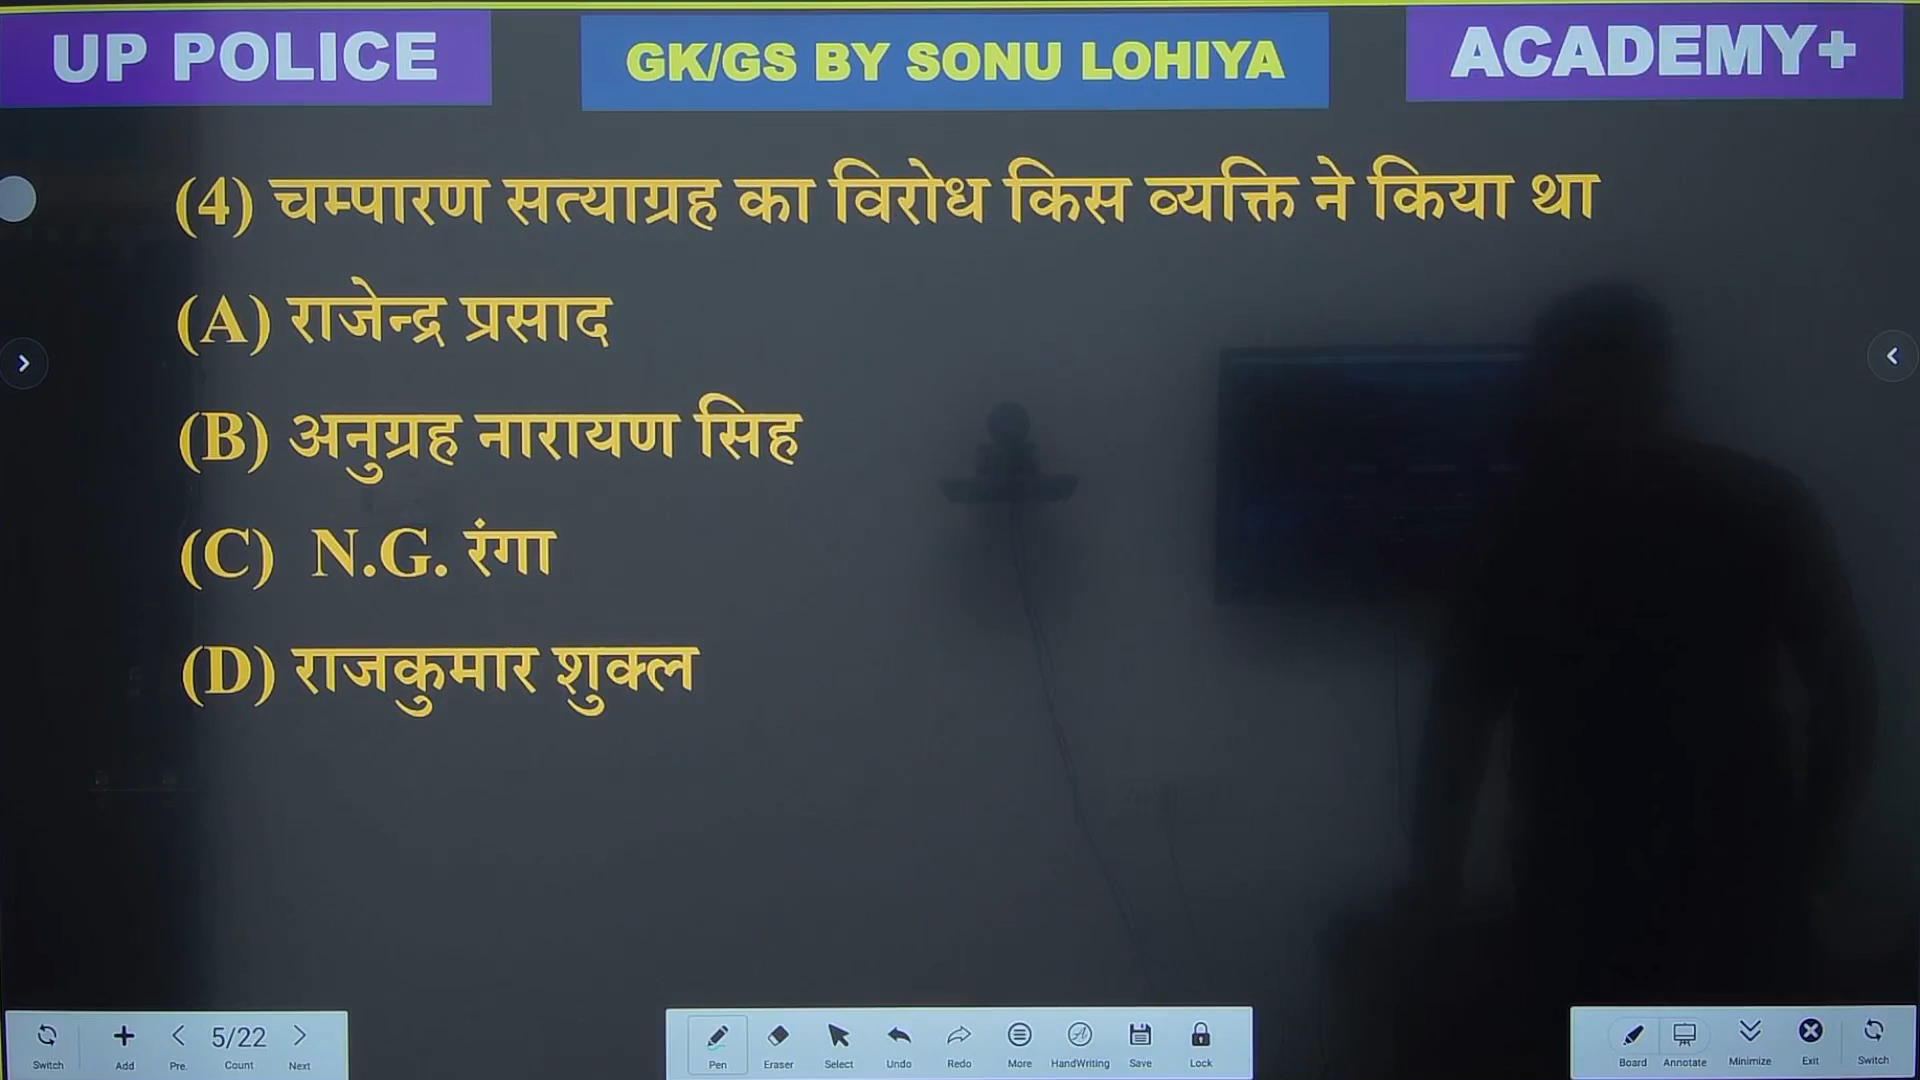 UP POLICE
GK/GS BY SONU LOHIYA
ACADEMY+
(4) चम्पारण सत्याग्रह का विरोध किस व्यक्ति ने किया था
(A) राजेन्द्र प्रसाद
(B) अनुग्रह नारायण सिह
(C) N.G. रंगा
(D) राजकुमार शुक्ल
5/22
Switch Add Pre. Count Next
Pen Eraser Select Undo Redo More HandWriting Save Lock
Board Annotate Minimize Exit Switch